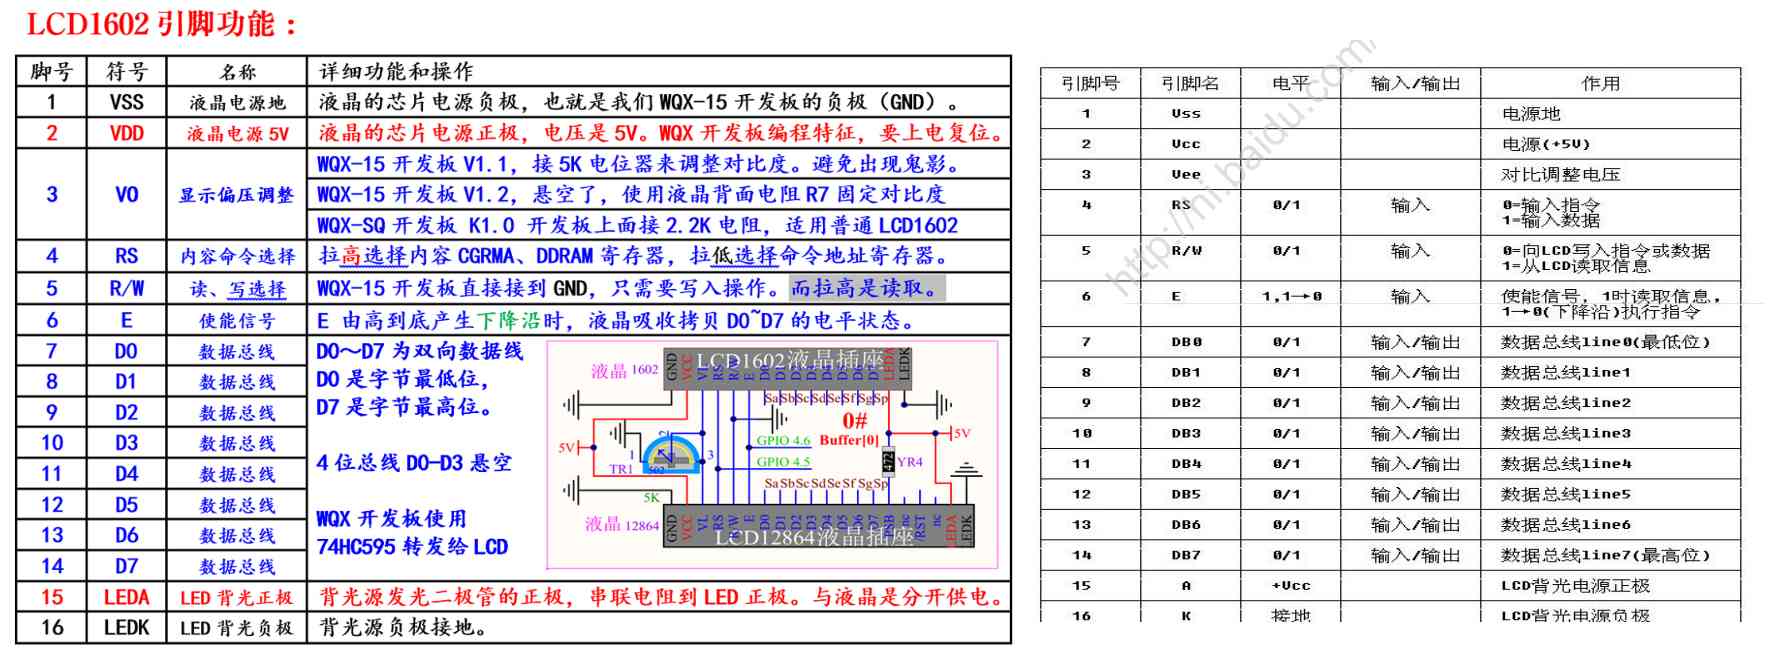 LCD1602 引脚功能：
脚号 符号 名称 详细功能和操作
1 VSS 液晶电源地 液晶的芯片电源负极，也就是我们 WQX-15 开发板的负极（GND）。
2 VDD 液晶电源 5V 液晶的芯片电源正极，电压是 5V。WQX 开发板编程特征，要上电复位。
3 VO 显示偏压调整 WQX-15 开发板 V1.1，接 5K 电位器来调整对比度。避免出现鬼影。
WQX-15 开发板 V1.2，悬空了，使用液晶背面电阻 R7 固定对比度
WQX-SQ 开发板 K1.0 开发板上面接 2.2K 电阻，适用普通 LCD1602
4 RS 内容命令选择 拉高选择内容 CGRMA、DDRAM 寄存器，拉低选择命令地址寄存器。
5 R/W 读、写选择 WQX-15 开发板直接接到 GND，只需要写入操作。而拉高是读取。
6 E 使能信号 E 由高到底产生下降沿时，液晶吸收拷贝 D0~D7 的电平状态。
7 D0 数据总线 D0～D7 为双向数据线
8 D1 数据总线 D0 是字节最低位，
9 D2 数据总线 D7 是字节最高位。
10 D3 数据总线
11 D4 数据总线 4 位总线 D0-D3 悬空
12 D5 数据总线 WQX 开发板使用
13 D6 数据总线 74HC595 转发给 LCD
14 D7 数据总线
15 LEDA LED 背光正极 背光源发光二极管的正极，串联电阻到 LED 正极。与液晶是分开供电。
16 LEDK LED 背光负极 背光源负极接地。
液晶 1602
LCD1602液晶插座
GND VCC VL RS R/W E D0 D1 D2 D3 D4 D5 D6 D7 LEDA LEDK
Sa Sb Sc Sd Se Sf Sg Sp
0#
Buffer[0]
5V
5V
GPIO 4.6
GPIO 4.5
TR1
1
2
3
502
472
YR4
Sa Sb Sc Sd Se Sf Sg Sp
5K
液晶 12864
LCD12864液晶插座
GND VCC VL RS R/W E D0 D1 D2 D3 D4 D5 D6 D7 PSB nc /RST nc LEDA LEDK
引脚号 引脚名 电平 输入/输出 作用
1 Vss 电源地
2 Vcc 电源(+5V)
3 Vee 对比调整电压
4 RS 0/1 输入 0=输入指令
1=输入数据
5 R/W 0/1 输入 0=向LCD写入指令或数据
1=从LCD读取信息
6 E 1,1→0 输入 使能信号，1时读取信息，
1→0(下降沿)执行指令
7 DB0 0/1 输入/输出 数据总线line0(最低位)
8 DB1 0/1 输入/输出 数据总线line1
9 DB2 0/1 输入/输出 数据总线line2
10 DB3 0/1 输入/输出 数据总线line3
11 DB4 0/1 输入/输出 数据总线line4
12 DB5 0/1 输入/输出 数据总线line5
13 DB6 0/1 输入/输出 数据总线line6
14 DB7 0/1 输入/输出 数据总线line7(最高位)
15 A +Vcc LCD背光电源正极
16 K 接地 LCD背光电源负极
http://hi.baidu.com/